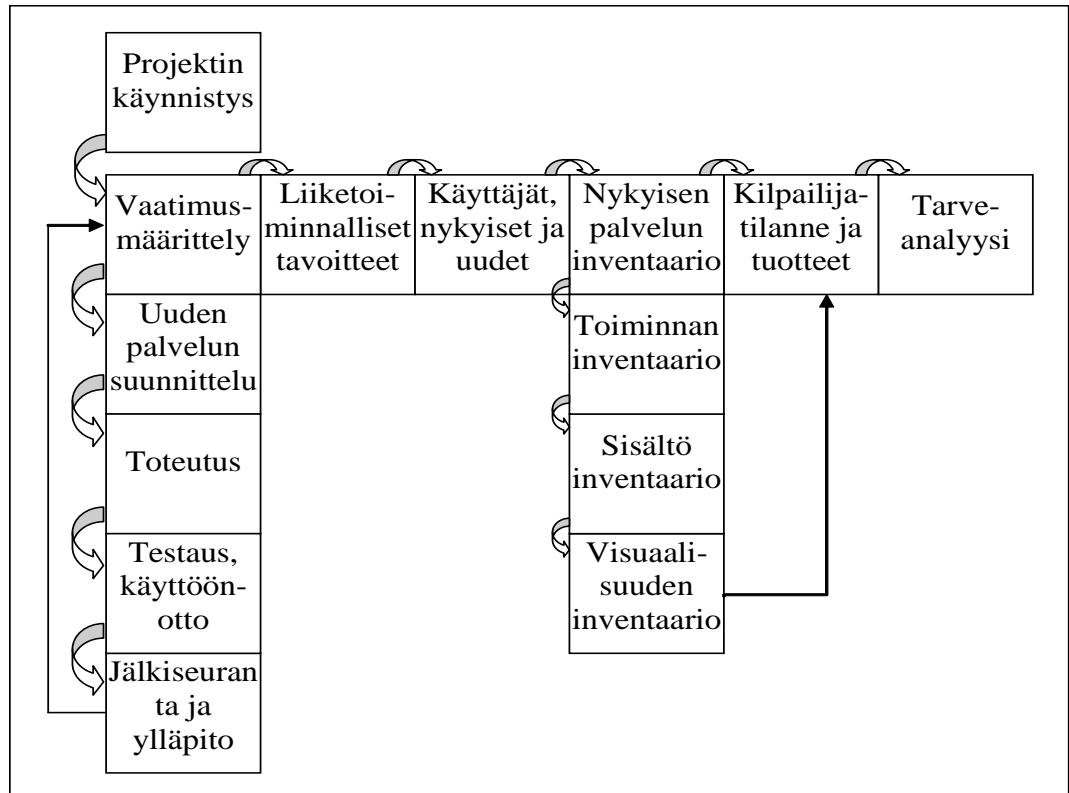 Projektin
käynnistys
Vaatimus-
määrittely
Liiketoi-
minnalliset
tavoitteet
Käyttäjät,
nykyiset ja
uudet
Nykyisen
palvelun
inventaario
Kilpailija-
tilanne ja
tuotteet
Tarve-
analyysi
Uuden
palvelun
suunnittelu
Toiminnan
inventaario
Toteutus
Sisältö
inventaario
Testaus,
käyttöön-
otto
Visuaali-
suuden
inventaario
Jälkiseuran
ta ja
ylläpito